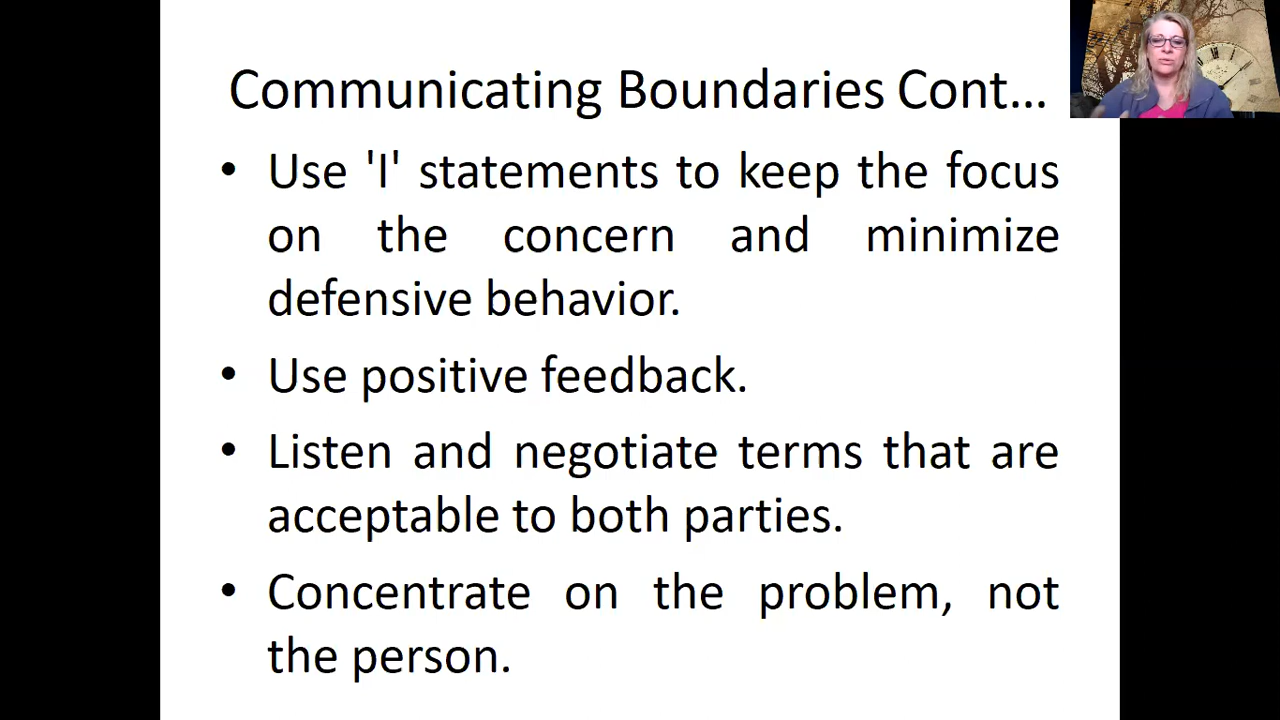 Communicating Boundaries Cont...
• Use 'I' statements to keep the focus
on the concern and minimize
defensive behavior.
• Use positive feedback.
• Listen and negotiate terms that are
acceptable to both parties.
• Concentrate on the problem, not
the person.